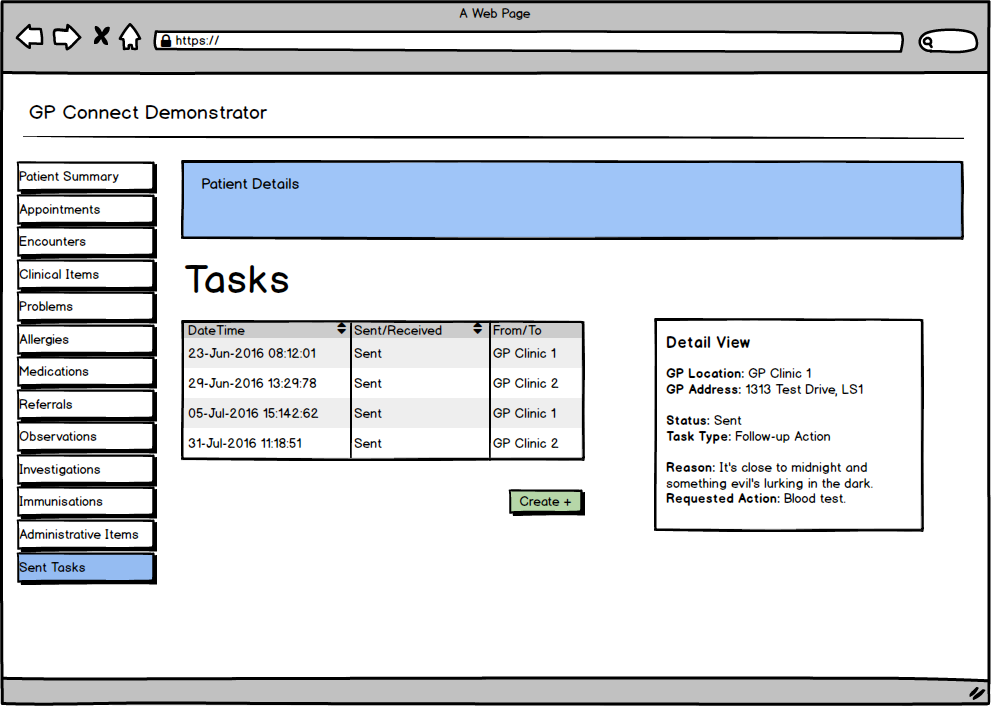 A Web Page
https://
GP Connect Demonstrator
Patient Summary
Appointments
Encounters
Clinical Items
Problems
Allergies
Medications
Referrals
Observations
Investigations
Immunisations
Administrative Items
Sent Tasks
Patient Details
Tasks
DateTime Sent/Received From/To
23-Jun-2016 08:12:01 Sent GP Clinic 1
29-Jun-2016 13:29:78 Sent GP Clinic 2
05-Jul-2016 15:142:62 Sent GP Clinic 1
31-Jul-2016 11:18:51 Sent GP Clinic 2
Create +
Detail View
GP Location: GP Clinic 1
GP Address: 1313 Test Drive, LS1
Status: Sent
Task Type: Follow-up Action
Reason: It's close to midnight and
something evil's lurking in the dark.
Requested Action: Blood test.